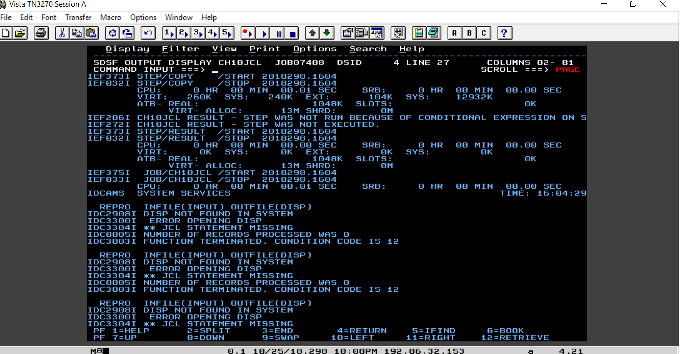 Vista TN3270 Session A
File Edit Font Transfer Macro Options Window Help
1 2 3 4 5 A B C ?
Display Filter View Print Options Search Help
SDSF OUTPUT DISPLAY CH10JCL JOB07408 DSID 4 LINE 27 COLUMNS 02- 81
COMMAND INPUT ===> SCROLL ===> PAGE
IEF373I STEP/COPY /START 2018298.1604
IEF032I STEP/COPY /STOP 2018298.1604
CPU: 0 HR 00 MIN 00.01 SEC SRB: 0 HR 00 MIN 00.00 SEC
VIRT: 260K SYS: 240K EXT: 104K SYS: 12932K
ATB- REAL: 1048K SLOTS: 0K
VIRT- ALLOC: 13M SHRD: 0M
IEF206I CH10JCL RESULT - STEP WAS NOT RUN BECAUSE OF CONDITIONAL EXPRESSION ON S
IEF272I CH10JCL RESULT - STEP WAS NOT EXECUTED.
IEF373I STEP/RESULT /START 2018298.1604
IEF032I STEP/RESULT /STOP 2018298.1604
CPU: 0 HR 00 MIN 00.00 SEC SRB: 0 HR 00 MIN 00.00 SEC
VIRT: 0K SYS: 0K EXT: 0K SYS: 0K
ATB- REAL: 1048K SLOTS: 0K
VIRT- ALLOC: 13M SHRD: 0M
IEF375I JOB/CH10JCL /START 2018298.1604
IEF033I JOB/CH10JCL /STOP 2018298.1604
CPU: 0 HR 00 MIN 00.01 SEC SRB: 0 HR 00 MIN 00.00 SEC
IDCAMS SYSTEM SERVICES TIME: 16:04:29
REPRO INFILE(INPUT) OUTFILE(DISP)
IDC2908I DISP NOT FOUND IN SYSTEM
IDC3300I ERROR OPENING DISP
IDC3304I ** JCL STATEMENT MISSING
IDC0005I NUMBER OF RECORDS PROCESSED WAS 0
IDC3003I FUNCTION TERMINATED. CONDITION CODE IS 12
REPRO INFILE(INPUT) OUTFILE(DISP)
IDC2908I DISP NOT FOUND IN SYSTEM
IDC3300I ERROR OPENING DISP
IDC3304I ** JCL STATEMENT MISSING
IDC0005I NUMBER OF RECORDS PROCESSED WAS 0
IDC3003I FUNCTION TERMINATED. CONDITION CODE IS 12
REPRO INFILE(INPUT) OUTFILE(DISP)
IDC2908I DISP NOT FOUND IN SYSTEM
IDC3300I ERROR OPENING DISP
IDC3304I ** JCL STATEMENT MISSING
PF 1=HELP 2=SPLIT 3=END 4=RETURN 5=IFIND 6=BOOK
PF 7=UP 8=DOWN 9=SWAP 10=LEFT 11=RIGHT 12=RETRIEVE
0.1 10/25/18.298 10:08PM 192.86.32.153 a 4,21